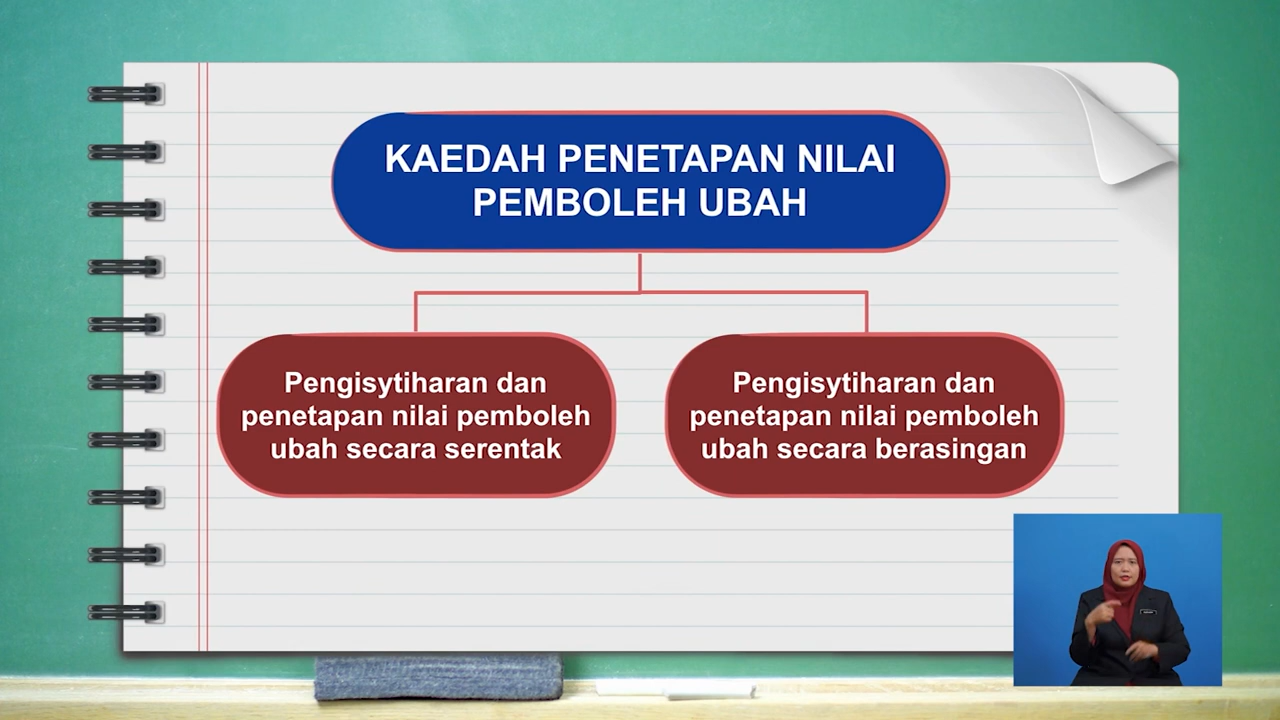 KAEDAH PENETAPAN NILAI
PEMBOLEH UBAH
Pengisytiharan dan
penetapan nilai pemboleh
ubah secara serentak
Pengisytiharan dan
penetapan nilai pemboleh
ubah secara berasingan